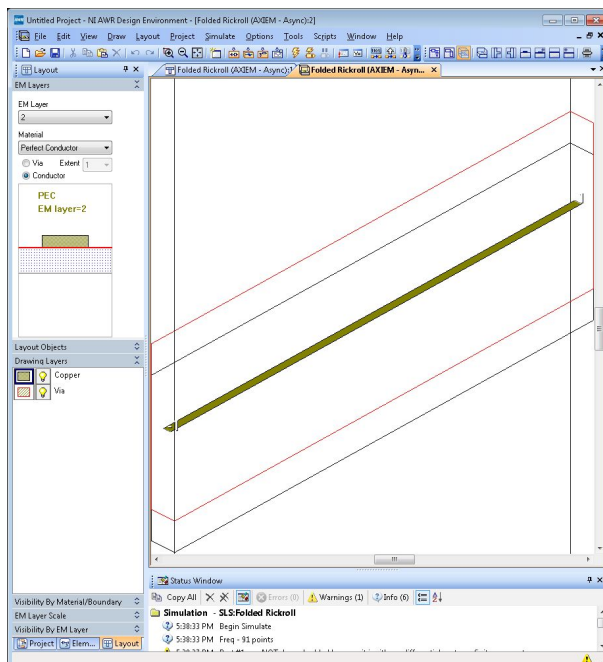 Untitled Project - NI AWR Design Environment - [Folded Rickroll (AXIEM - Async):2]
File Edit View Draw Layout Project Simulate Options Tools Scripts Window Help
Layout
Folded Rickroll (AXIEM - Async):1
Folded Rickroll (AXIEM - Asyn...
EM Layers
EM Layer
2
Material
Perfect Conductor
Via Extent 1
Conductor
PEC
EM layer=2
Layout Objects
Drawing Layers
Copper
Via
Visibility By Material/Boundary
EM Layer Scale
Visibility By EM Layer
Project Elem... Layout
Status Window
Copy All Errors (0) Warnings (1) Info (6)
Simulation - SLS:Folded Rickroll
5:38:33 PM Begin Simulate
5:38:33 PM Freq - 91 points